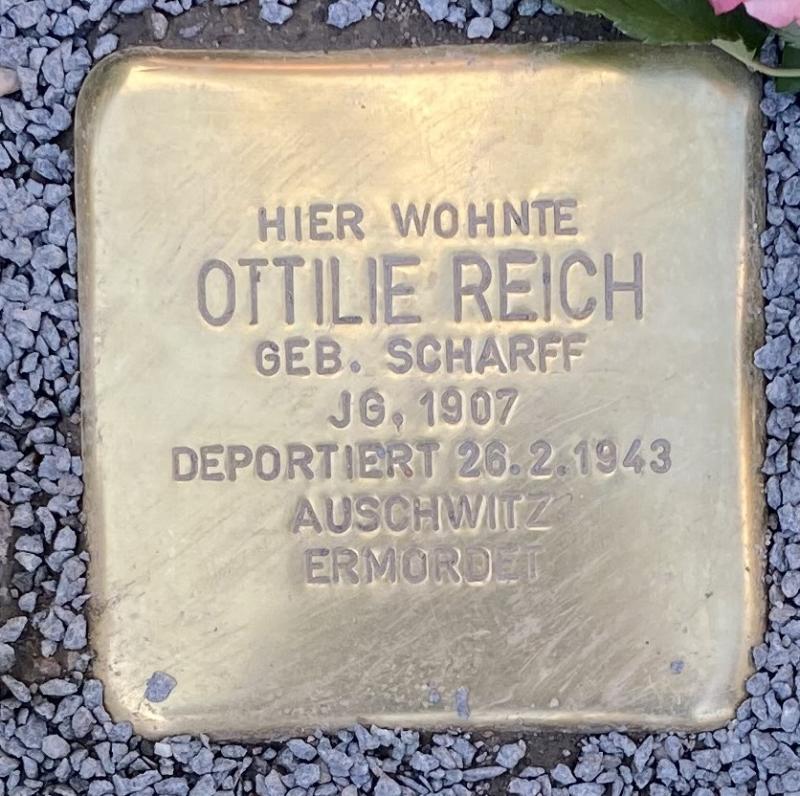 HIER WOHNTE
OTTILIE REICH
GEB. SCHARFF
JG. 1907
DEPORTIERT 26.2.1943
AUSCHWITZ
ERMORDET